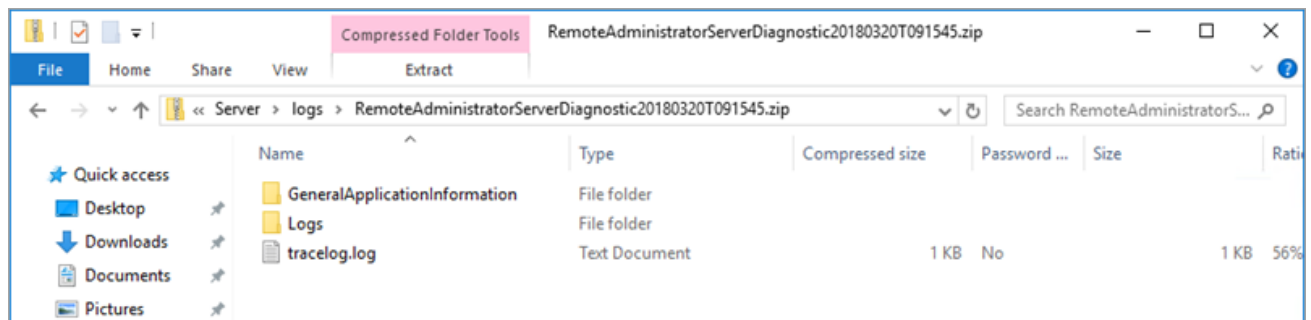 Compressed Folder Tools RemoteAdministratorServerDiagnostic20180320T091545.zip
File Home Share View Extract
« Server > logs > RemoteAdministratorServerDiagnostic20180320T091545.zip Search RemoteAdministratorS...
Name Type Compressed size Password ... Size Ratio
Quick access
GeneralApplicationInformation File folder
Desktop
Logs File folder
Downloads
tracelog.log Text Document 1 KB No 1 KB 56%
Documents
Pictures